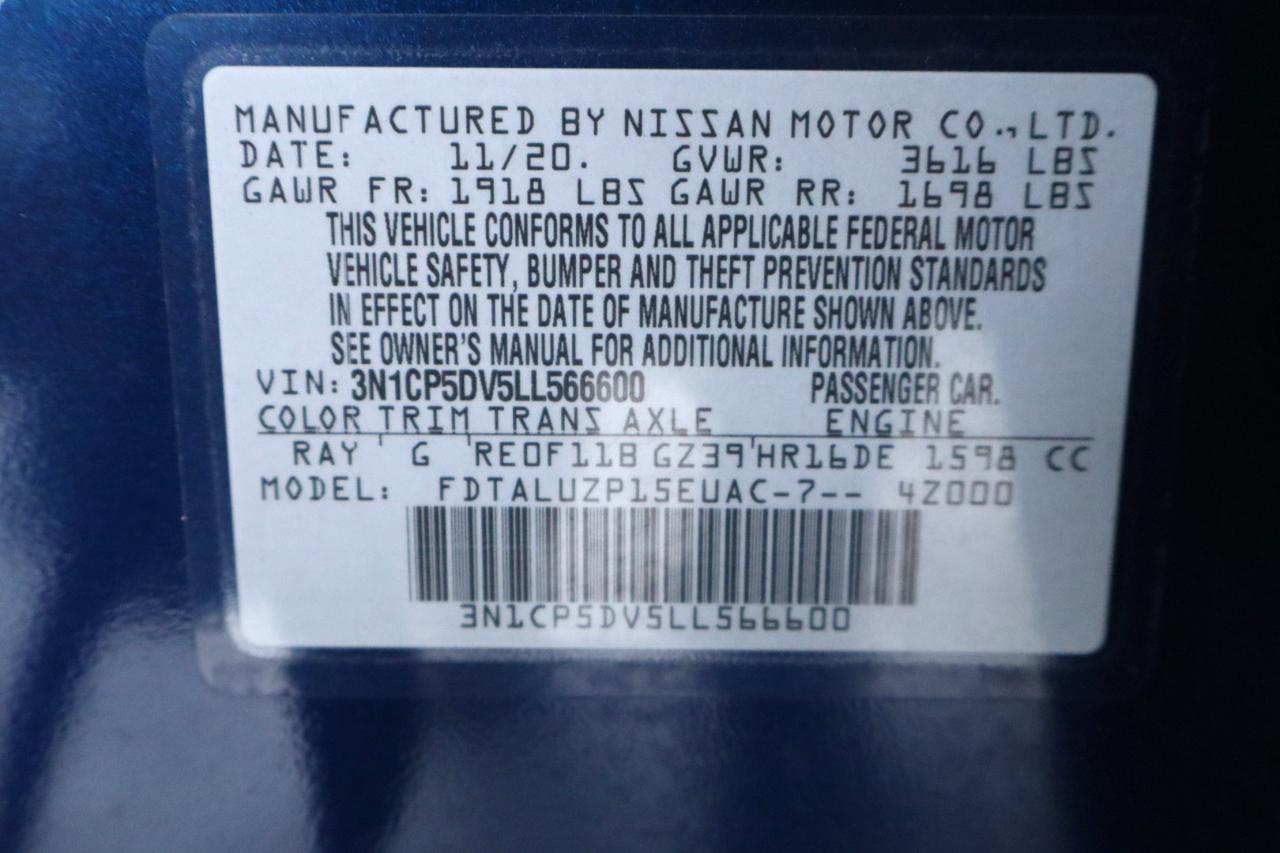 MANUFACTURED BY NISSAN MOTOR CO.,LTD.
DATE: 11/20. GVWR: 3616 LBS
GAWR FR: 1918 LBS GAWR RR: 1698 LBS
THIS VEHICLE CONFORMS TO ALL APPLICABLE FEDERAL MOTOR
VEHICLE SAFETY, BUMPER AND THEFT PREVENTION STANDARDS
IN EFFECT ON THE DATE OF MANUFACTURE SHOWN ABOVE.
SEE OWNER'S MANUAL FOR ADDITIONAL INFORMATION.
VIN: 3N1CP5DV5LL566600 PASSENGER CAR.
COLOR TRIM TRANS AXLE ENGINE
RAY G RE0F11B GZ39 HR16DE 1598 CC
MODEL: FDTALUZP15EUAC-7-- 4Z000
3N1CP5DV5LL566600